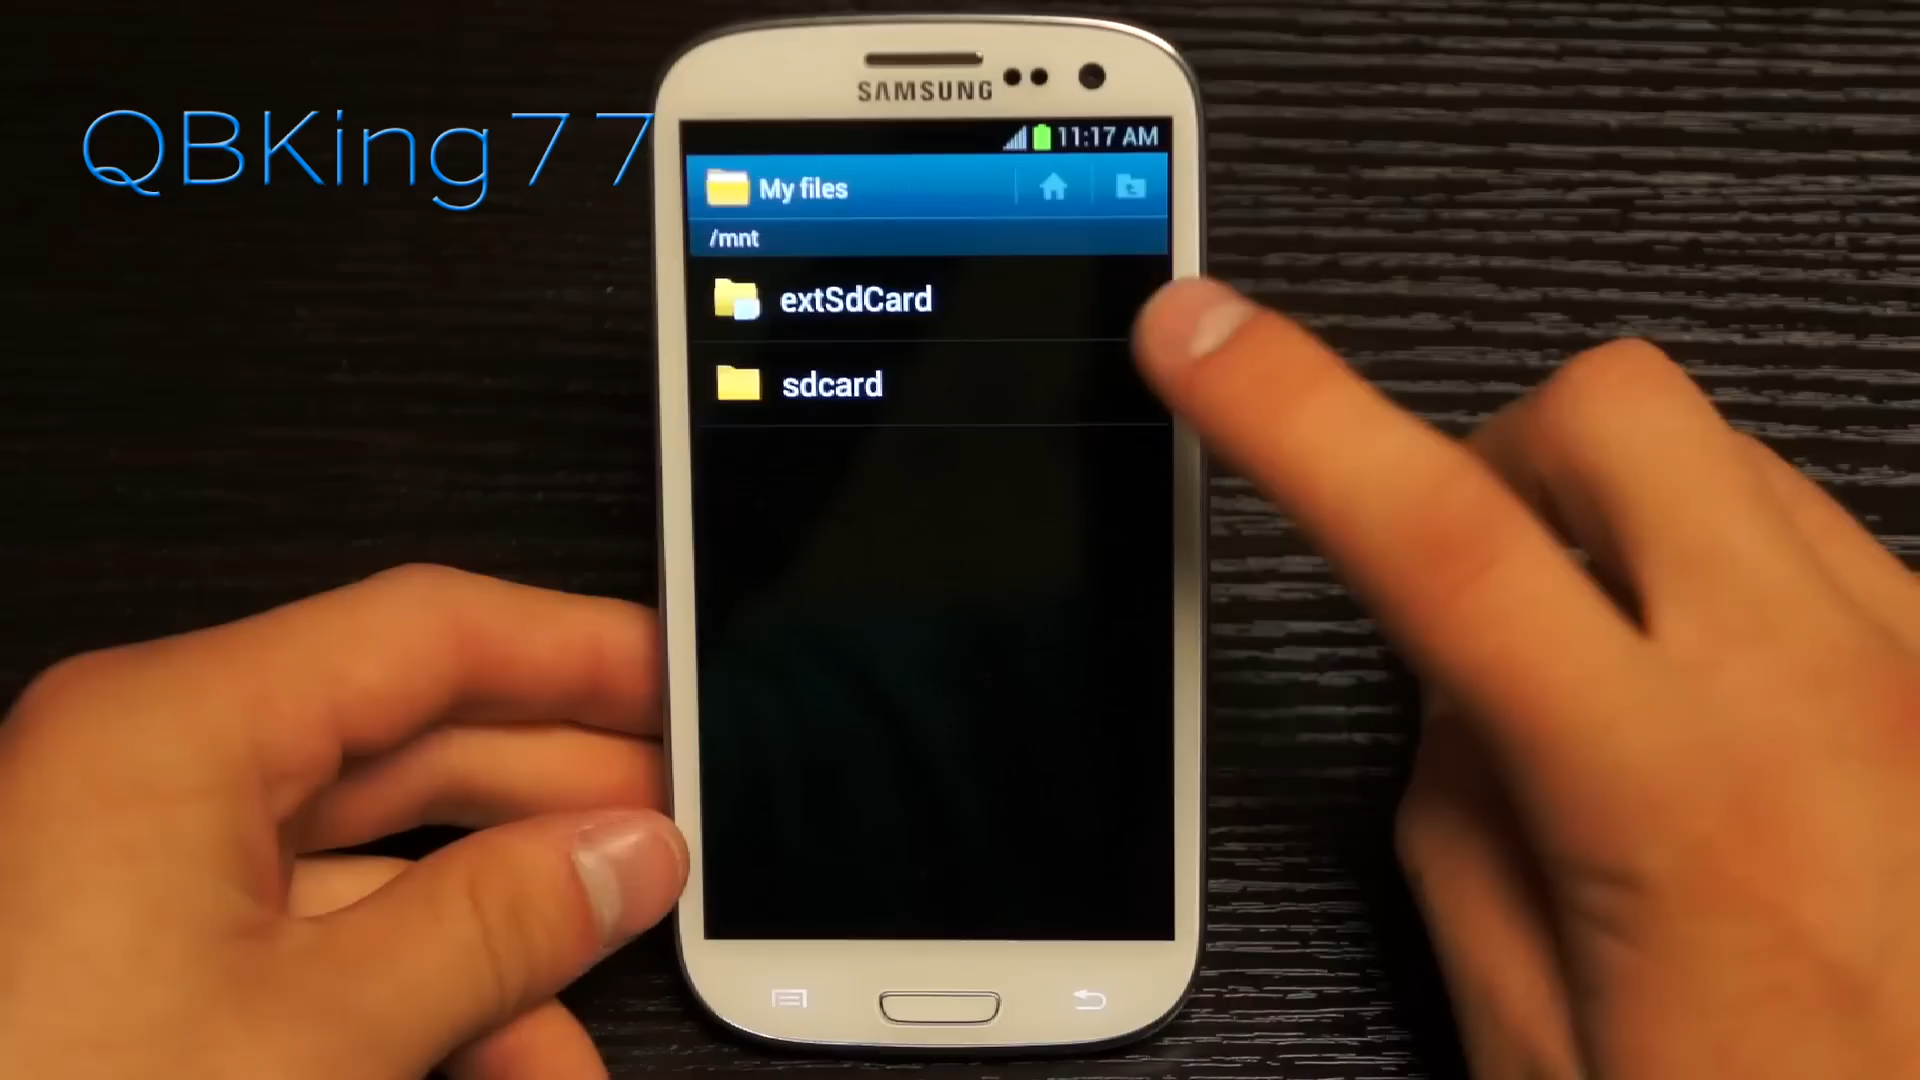 QBKing77
SAMSUNG
11:17 AM
My files
/mnt
extSdCard
sdcard